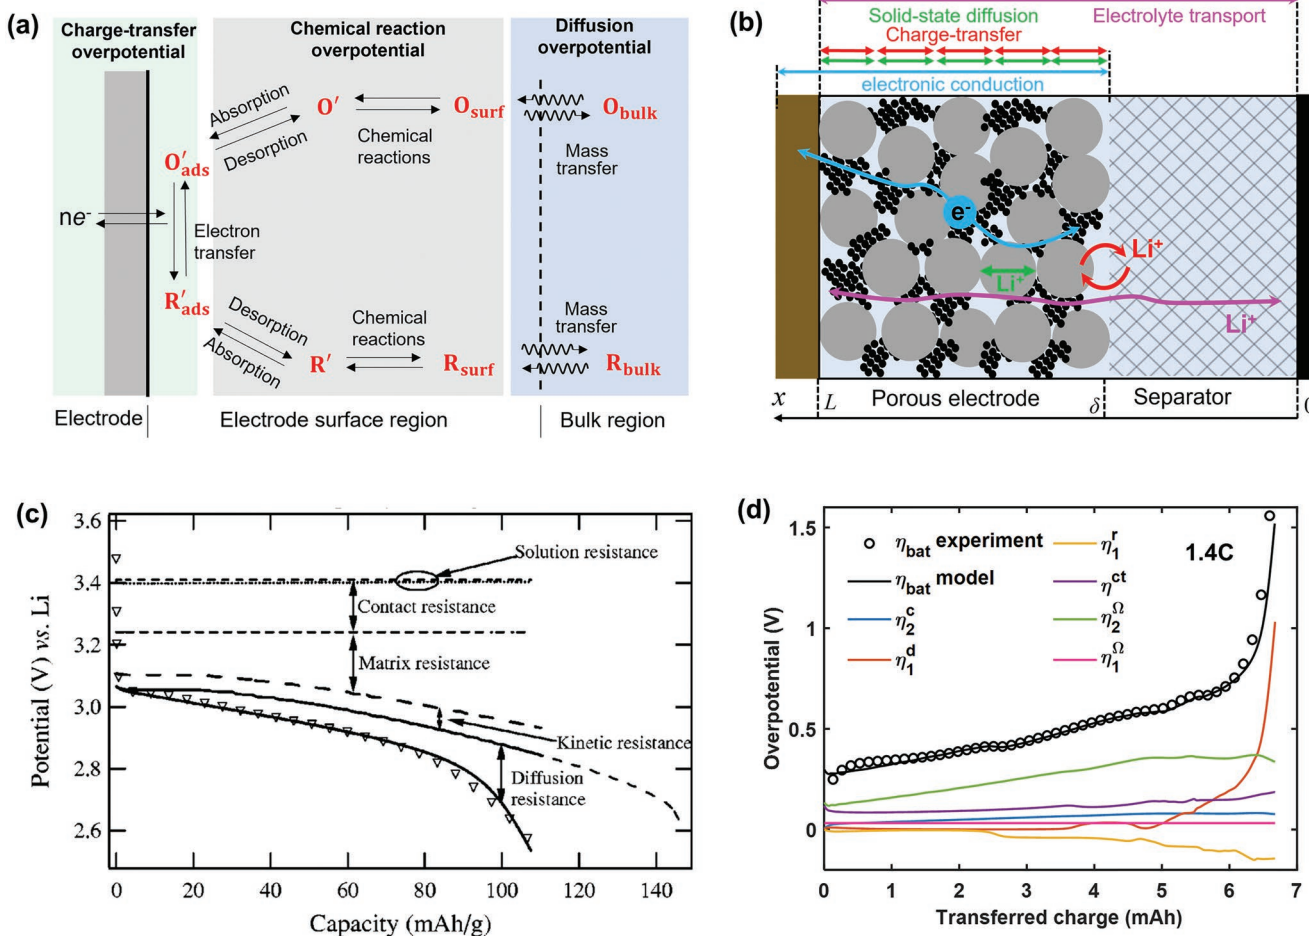 (a)
Charge-transfer
overpotential
Chemical reaction
overpotential
Diffusion
overpotential
Absorption
Desorption
O′
O_surf
O_bulk
Chemical
reactions
Mass
transfer
O′_ads
ne⁻
Electron
transfer
R′_ads
Desorption
Absorption
Chemical
reactions
Mass
transfer
R′
R_surf
R_bulk
Electrode
Electrode surface region
Bulk region
(b)
Solid-state diffusion
Electrolyte transport
Charge-transfer
electronic conduction
e⁻
Li⁺
Li⁺
Li⁺
x
L
Porous electrode
δ
Separator
(c)
Potential (V) vs. Li
3.6
3.4
3.2
3.0
2.8
2.6
Solution resistance
Contact resistance
Matrix resistance
Kinetic resistance
Diffusion
resistance
0
20
40
60
80
100
120
140
Capacity (mAh/g)
(d)
Overpotential (V)
1.5
1
0.5
0
η_bat experiment
η_bat model
η_2^c
η_1^d
η_1^r
η^ct
η_2^Ω
η_1^Ω
1.4C
0
1
2
3
4
5
6
7
Transferred charge (mAh)